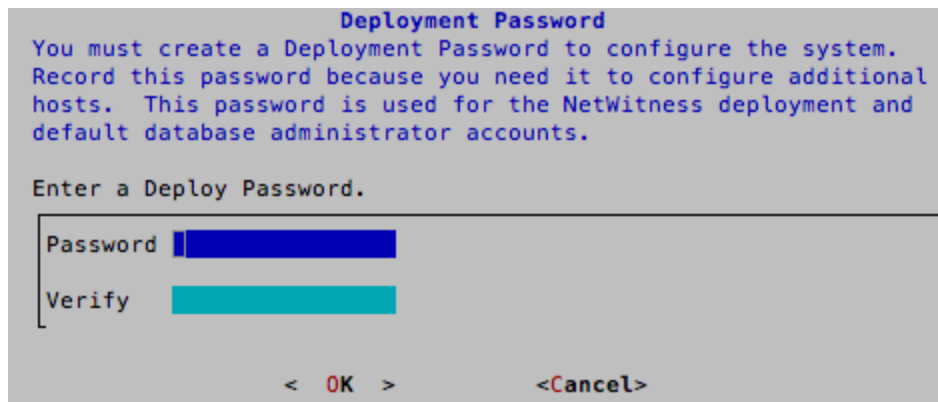 Deployment Password
You must create a Deployment Password to configure the system.
Record this password because you need it to configure additional
hosts.  This password is used for the NetWitness deployment and
default database administrator accounts.
Enter a Deploy Password.
Password
Verify
<  OK  >          <Cancel>